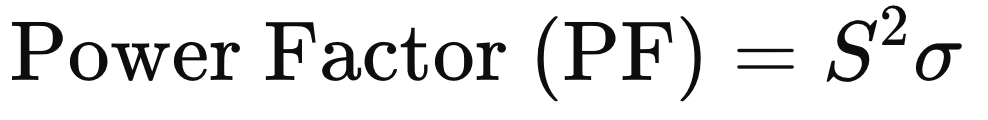 Power Factor (PF) = S²σ